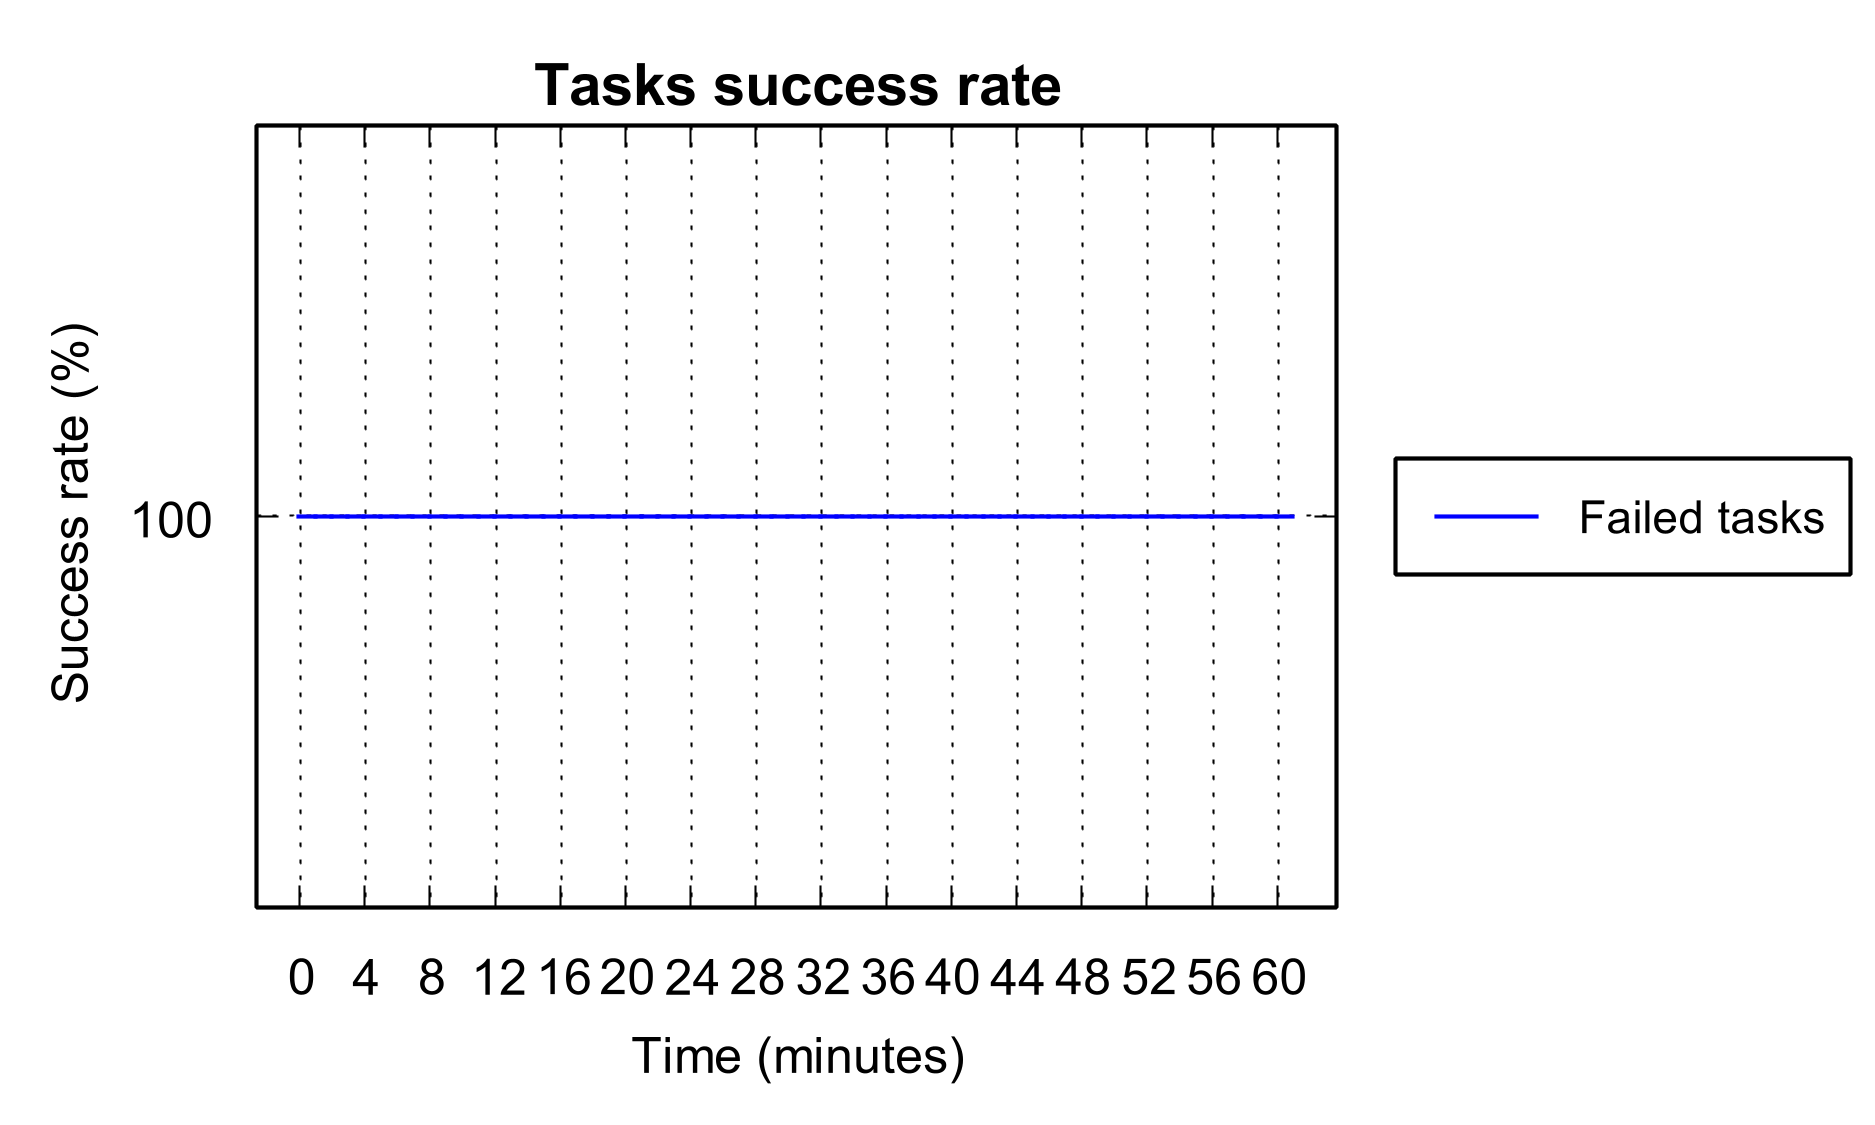 Tasks success rate
Success rate (%)
100
Failed tasks
0 4 8 12 16 20 24 28 32 36 40 44 48 52 56 60
Time (minutes)